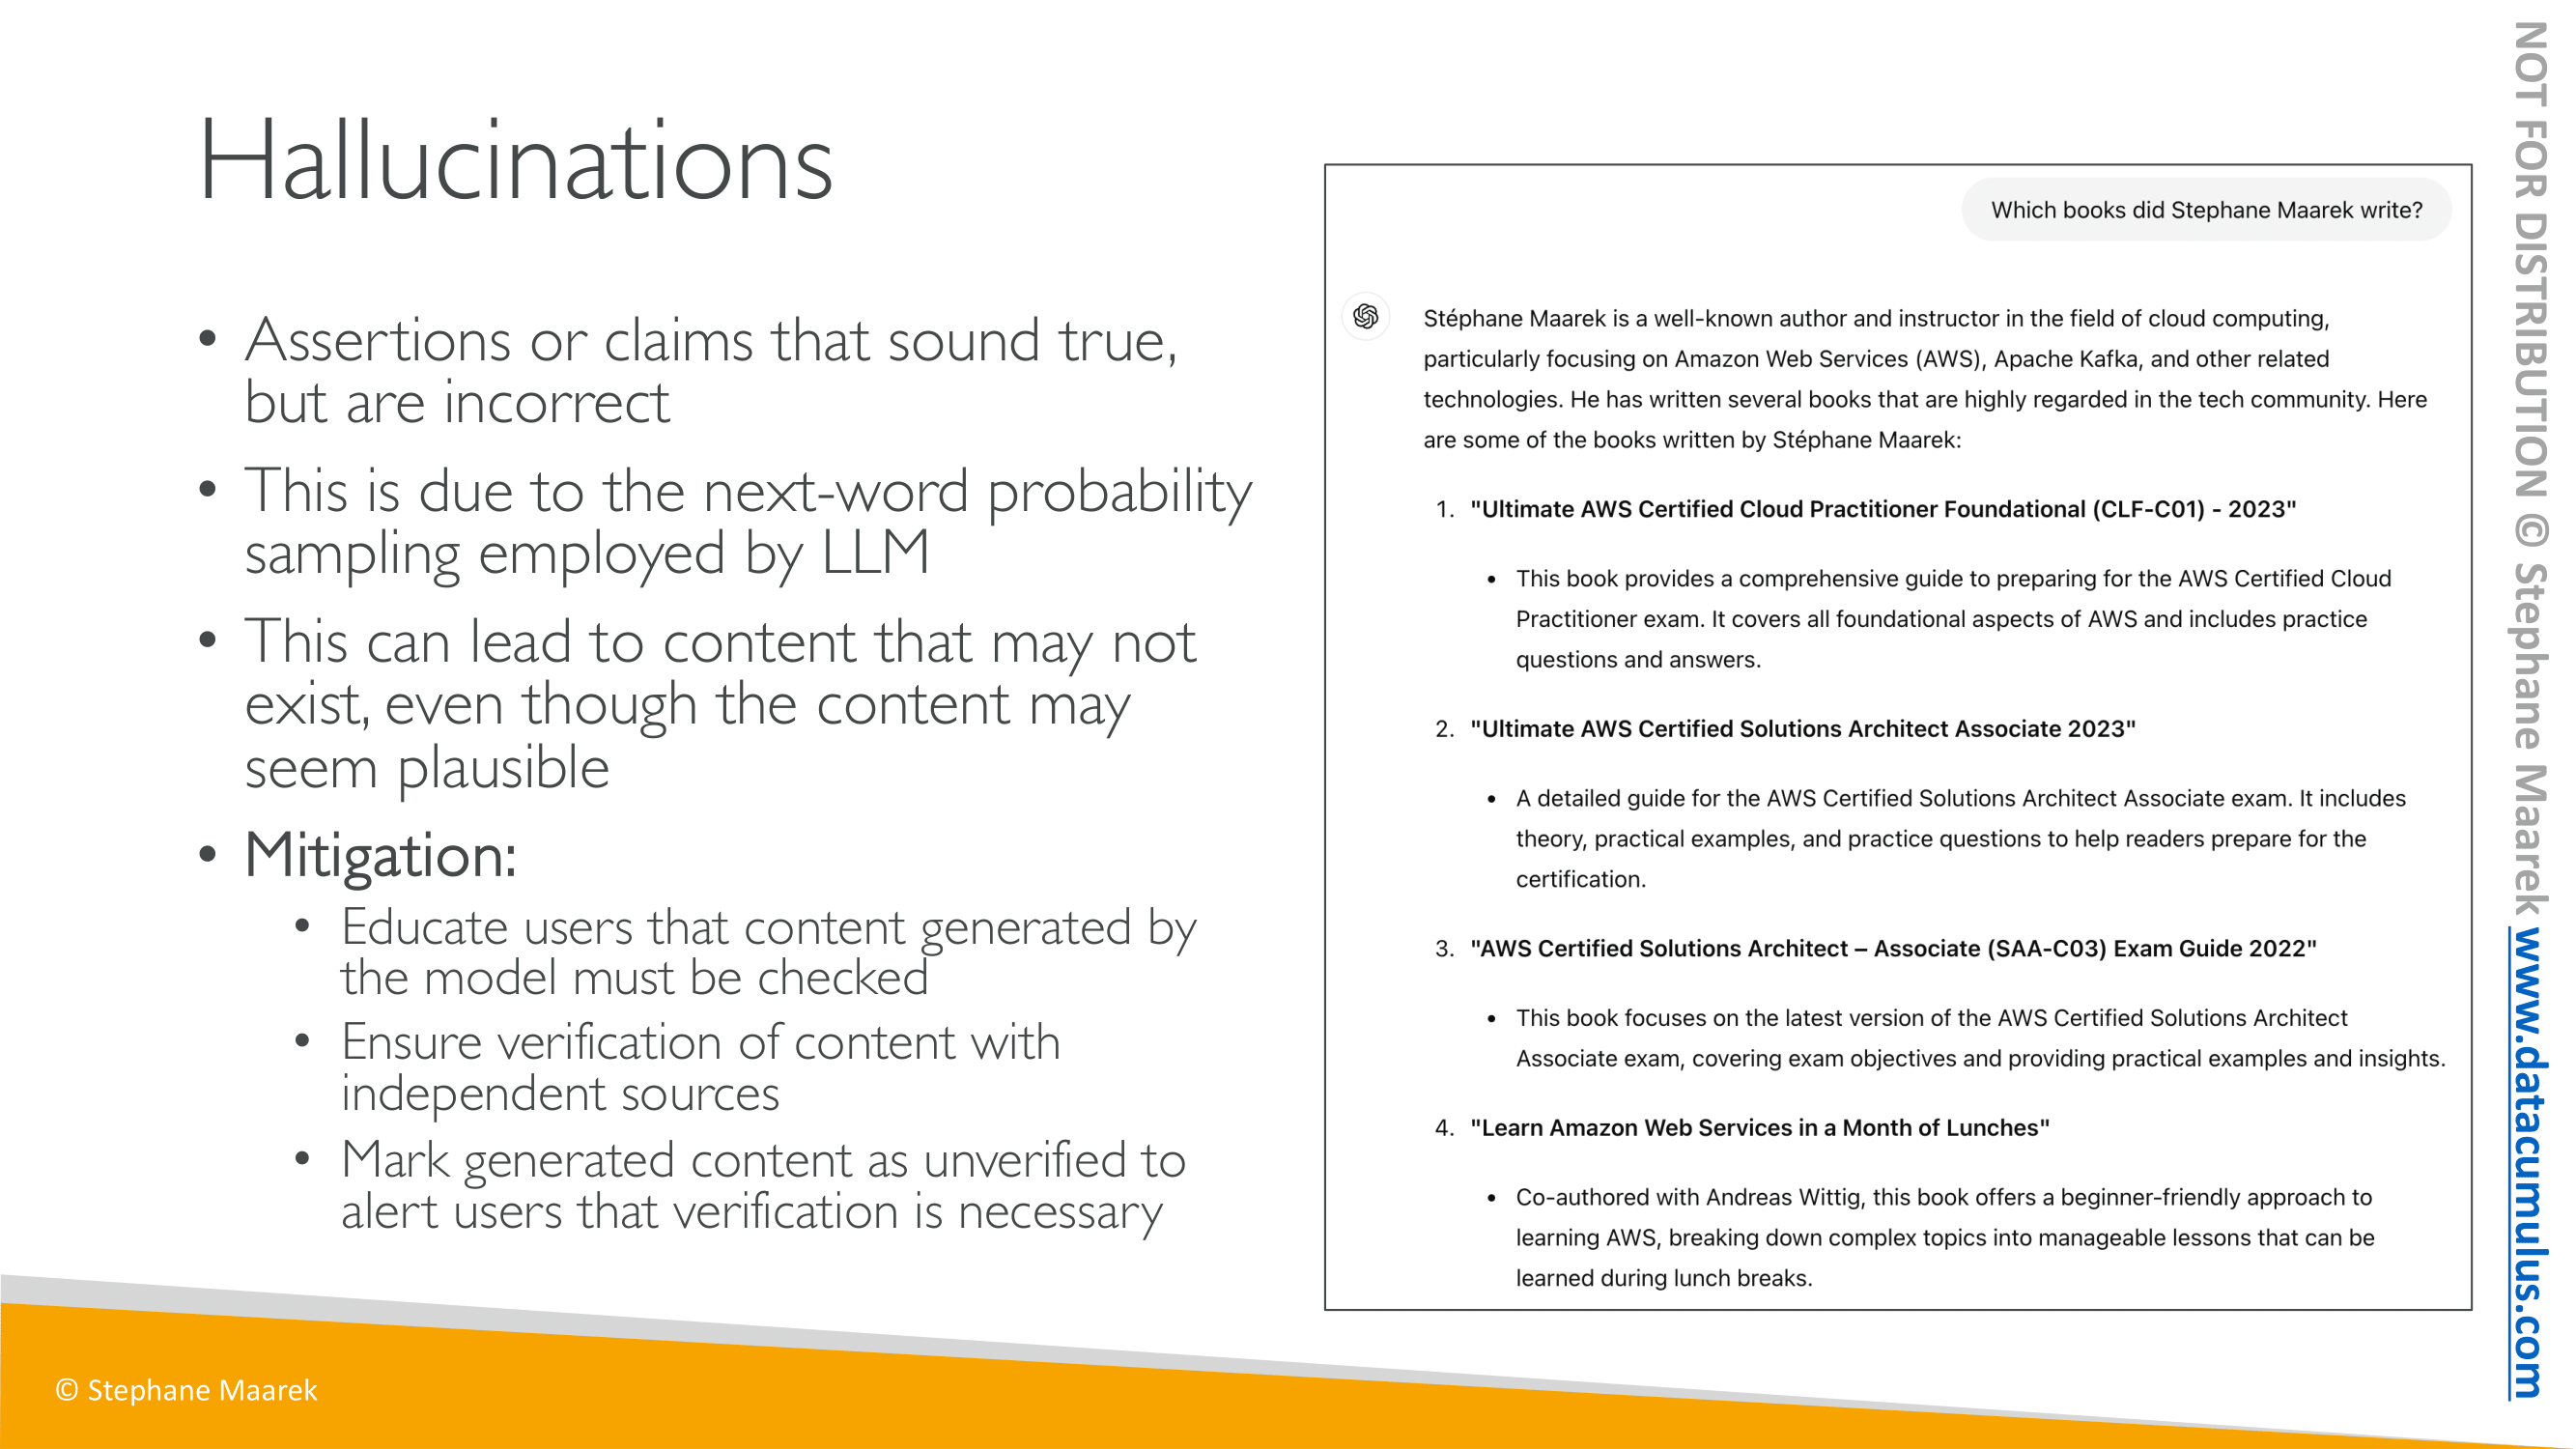 Hallucinations
• Assertions or claims that sound true,
but are incorrect
• This is due to the next-word probability
sampling employed by LLM
• This can lead to content that may not
exist, even though the content may
seem plausible
• Mitigation:
• Educate users that content generated by
the model must be checked
• Ensure verification of content with
independent sources
• Mark generated content as unverified to
alert users that verification is necessary
Which books did Stephane Maarek write?
Stéphane Maarek is a well-known author and instructor in the field of cloud computing,
particularly focusing on Amazon Web Services (AWS), Apache Kafka, and other related
technologies. He has written several books that are highly regarded in the tech community. Here
are some of the books written by Stéphane Maarek:
1. "Ultimate AWS Certified Cloud Practitioner Foundational (CLF-C01) - 2023"
• This book provides a comprehensive guide to preparing for the AWS Certified Cloud
Practitioner exam. It covers all foundational aspects of AWS and includes practice
questions and answers.
2. "Ultimate AWS Certified Solutions Architect Associate 2023"
• A detailed guide for the AWS Certified Solutions Architect Associate exam. It includes
theory, practical examples, and practice questions to help readers prepare for the
certification.
3. "AWS Certified Solutions Architect – Associate (SAA-C03) Exam Guide 2022"
• This book focuses on the latest version of the AWS Certified Solutions Architect
Associate exam, covering exam objectives and providing practical examples and insights.
4. "Learn Amazon Web Services in a Month of Lunches"
• Co-authored with Andreas Wittig, this book offers a beginner-friendly approach to
learning AWS, breaking down complex topics into manageable lessons that can be
learned during lunch breaks.
© Stephane Maarek
NOT FOR DISTRIBUTION © Stephane Maarek www.datacumulus.com